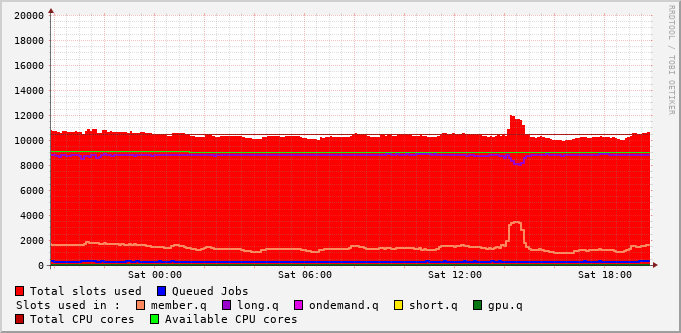 20000
18000
16000
14000
12000
10000
8000
6000
4000
2000
0
Sat 00:00 Sat 06:00 Sat 12:00 Sat 18:00
Total slots used Queued Jobs
Slots used in : member.q long.q ondemand.q short.q gpu.q
Total CPU cores Available CPU cores
RRDTOOL / TOBI OETIKER